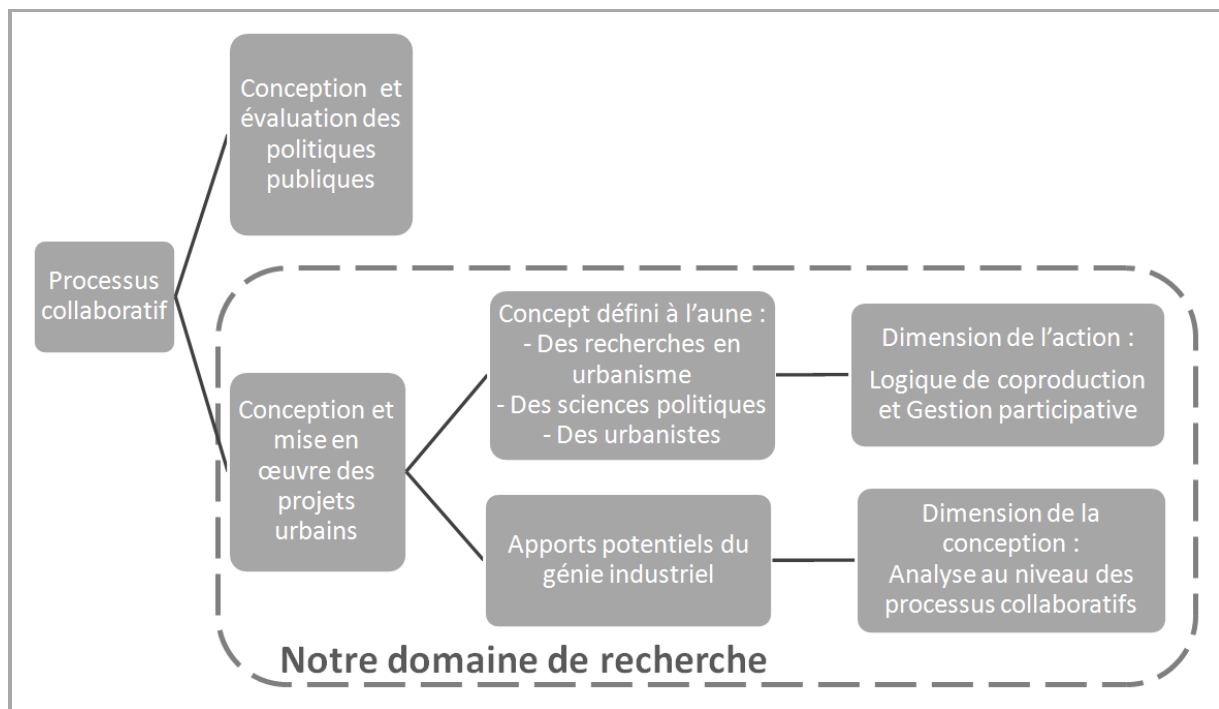 Conception et
évaluation des
politiques
publiques
Processus
collaboratif
Conception et
mise en
œuvre des
projets
urbains
Concept défini à l’aune :
- Des recherches en
urbanisme
- Des sciences politiques
- Des urbanistes
Dimension de l’action :
Logique de coproduction
et Gestion participative
Apports potentiels du
génie industriel
Dimension de la
conception :
Analyse au niveau des
processus collaboratifs
Notre domaine de recherche